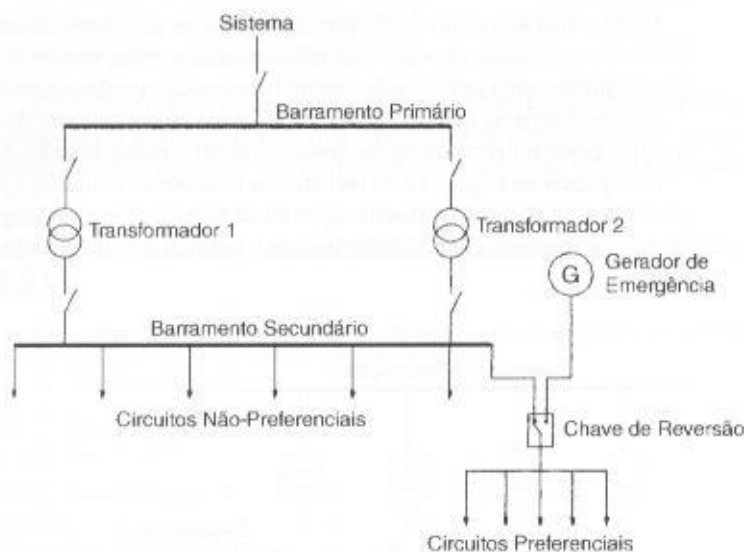 Sistema
Barramento Primário
Transformador 1
Transformador 2
G
Gerador de
Emergência
Barramento Secundário
Circuitos Não-Preferenciais
Chave de Reversão
Circuitos Preferenciais